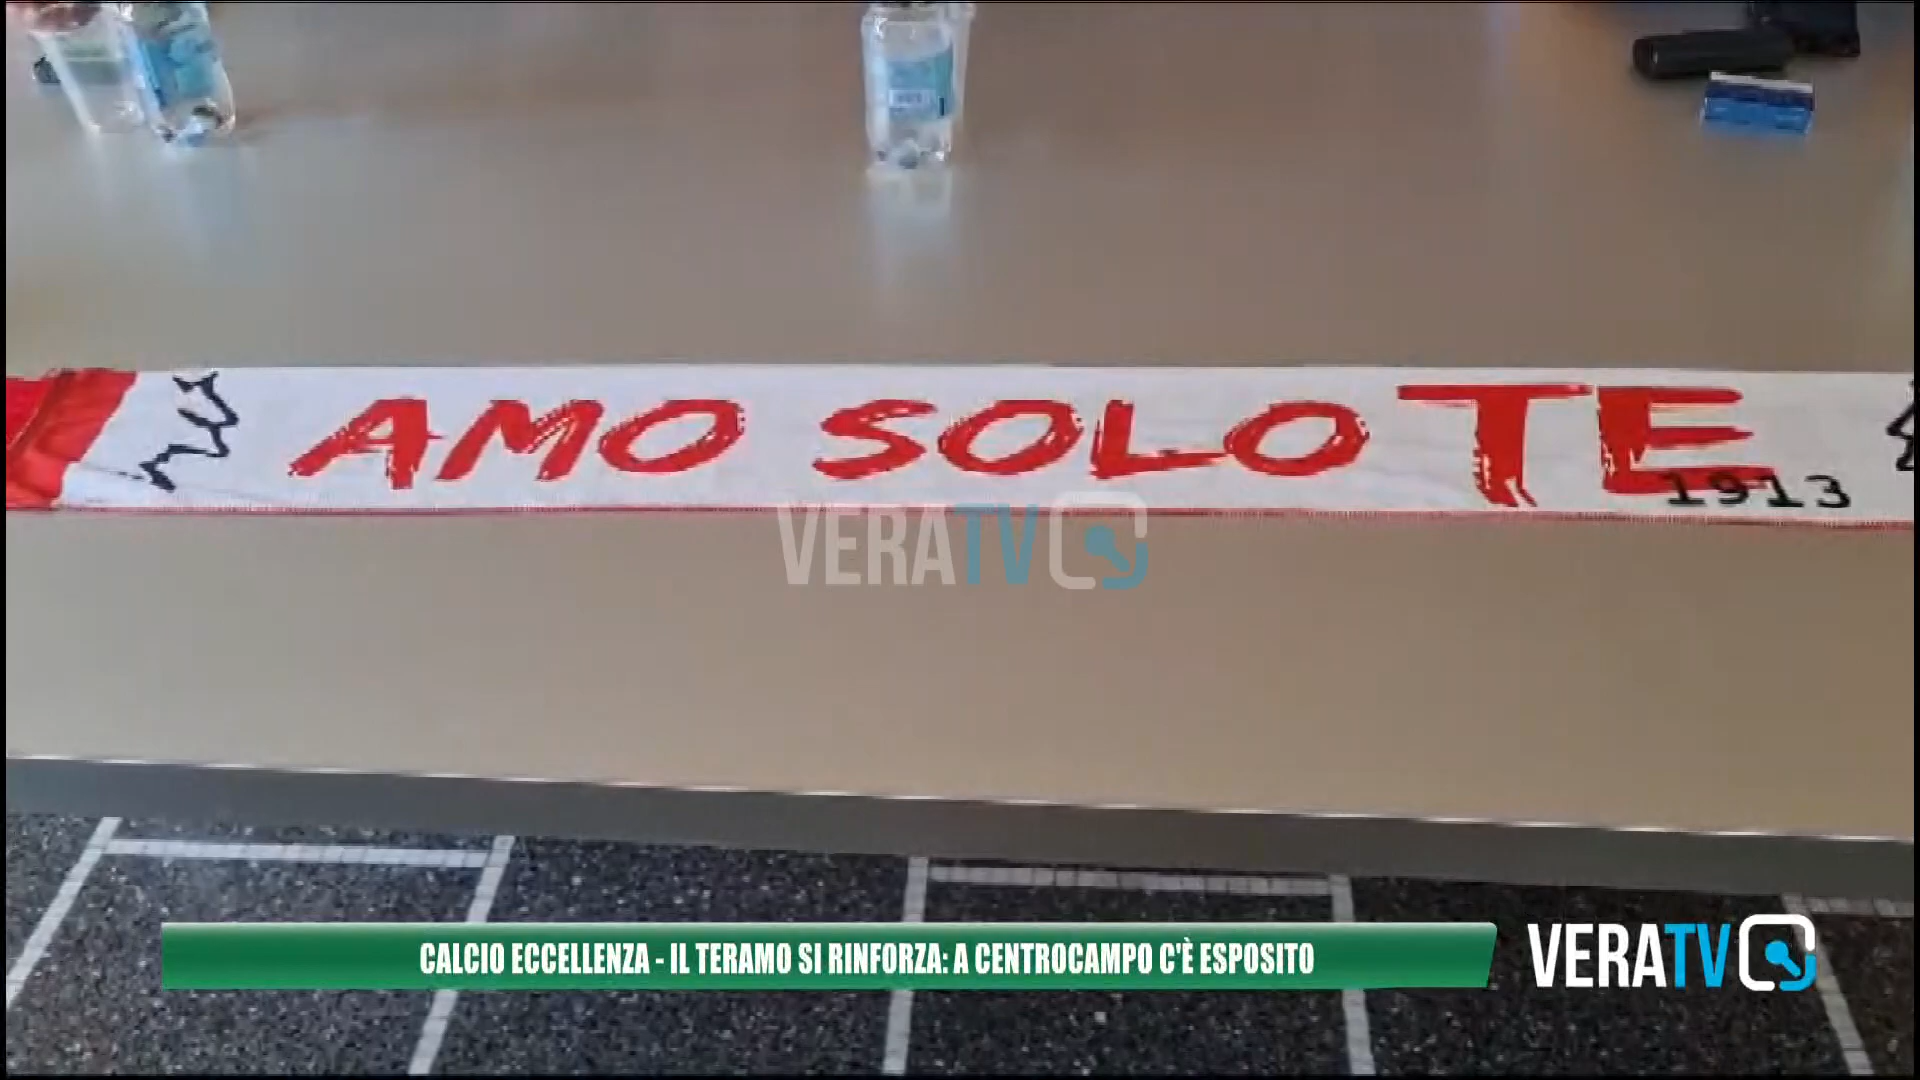 AMO SOLO TE
1913
VERATV
CALCIO ECCELLENZA - IL TERAMO SI RINFORZA: A CENTROCAMPO C'È ESPOSITO
VERATV